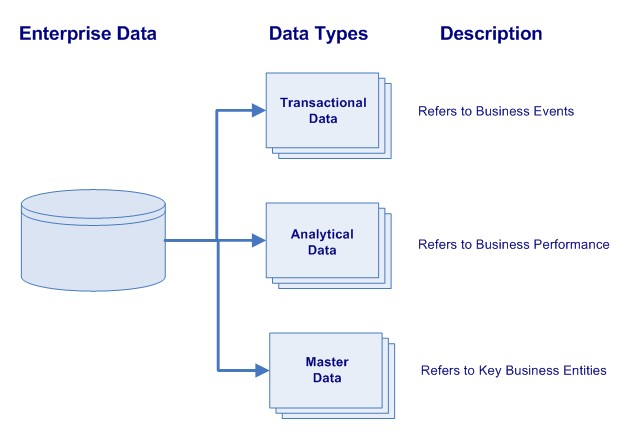 Enterprise Data
Data Types
Description
Transactional
Data
Refers to Business Events
Analytical
Data
Refers to Business Performance
Master
Data
Refers to Key Business Entities